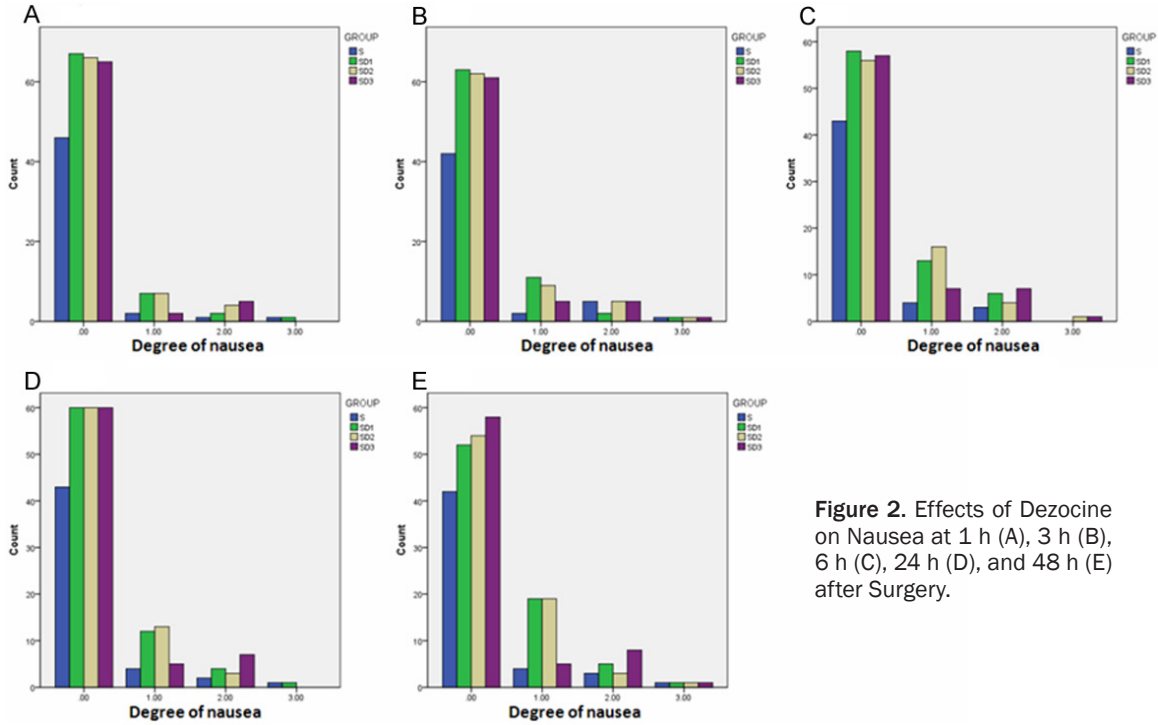 A
GROUP
S
SD1
SD2
SD3
60
40
20
0
Count
.00 1.00 2.00 3.00
Degree of nausea
B
GROUP
S
SD1
SD2
SD3
60
40
20
0
Count
.00 1.00 2.00 3.00
Degree of nausea
C
GROUP
S
SD1
SD2
SD3
60
50
40
30
20
10
0
Count
.00 1.00 2.00 3.00
Degree of nausea
D
GROUP
S
SD1
SD2
SD3
60
50
40
30
20
10
0
Count
.00 1.00 2.00 3.00
Degree of nausea
E
GROUP
S
SD1
SD2
SD3
60
50
40
30
20
10
0
Count
.00 1.00 2.00 3.00
Degree of nausea
Figure 2. Effects of Dezocine
on Nausea at 1 h (A), 3 h (B),
6 h (C), 24 h (D), and 48 h (E)
after Surgery.